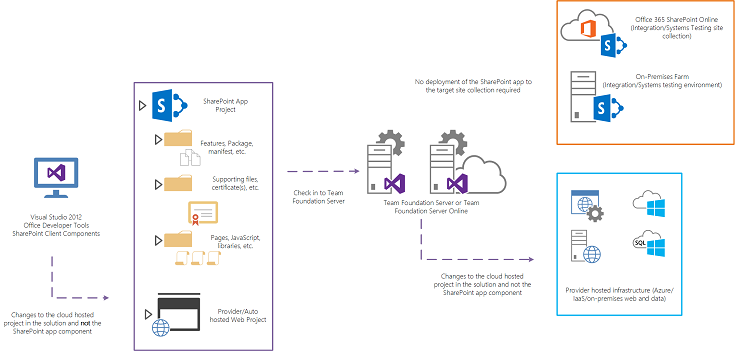 Office 365 SharePoint Online
(Integration/Systems Testing site
collection)
On-Premises Farm
(Integration/Systems testing environment)
No deployment of the SharePoint app to
the target site collection required
SharePoint App
Project
Features, Package,
manifest, etc.
Supporting files,
certificate(s), etc.
Pages, JavaScript,
libraries, etc.
Provider/Auto
hosted Web Project
Visual Studio 2012
Office Developer Tools
SharePoint Client Components
Changes to the cloud hosted
project in the solution and not the
SharePoint app component
Check in to Team
Foundation Server
Team Foundation Server or Team
Foundation Server Online
Changes to the cloud hosted
project in the solution and not the
SharePoint app component
SQL
Provider hosted infrastructure (Azure/
IaaS/on-premises web and data)